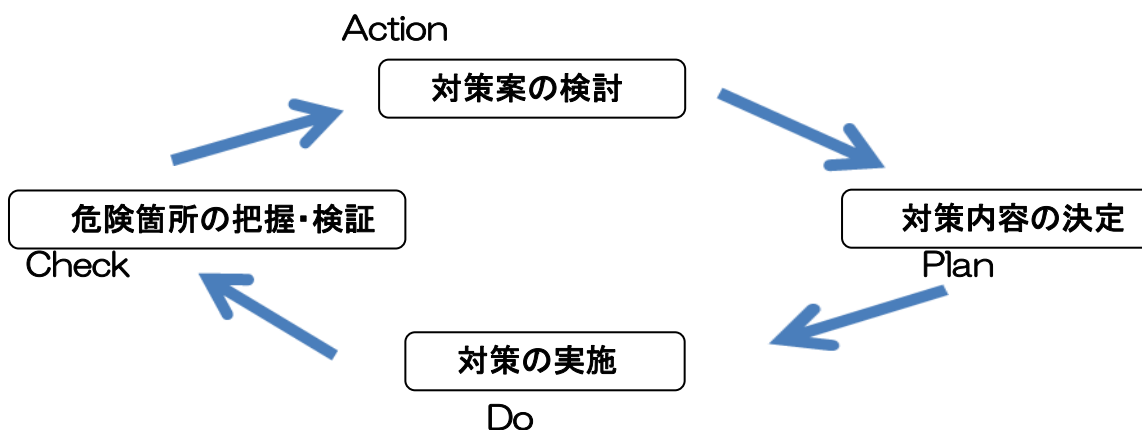 Action
対策案の検討
危険箇所の把握・検証
Check
対策内容の決定
Plan
対策の実施
Do